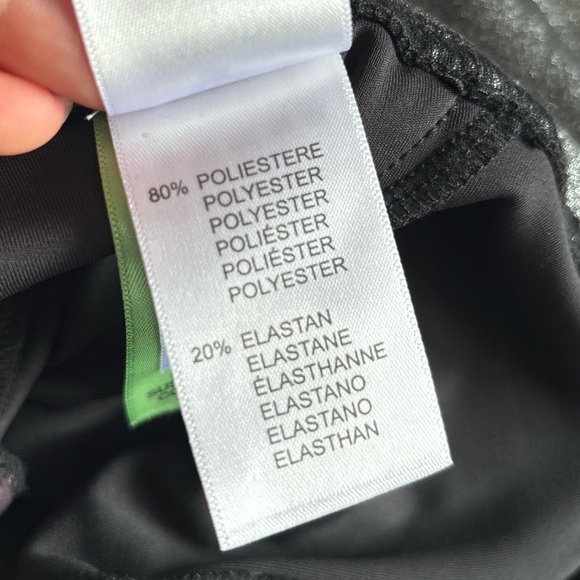 80% POLIESTERE
POLYESTER
POLYESTER
POLIÉSTER
POLIÉSTER
POLYESTER
20% ELASTAN
ELASTANE
ÉLASTHANNE
ELASTANO
ELASTANO
ELASTHAN